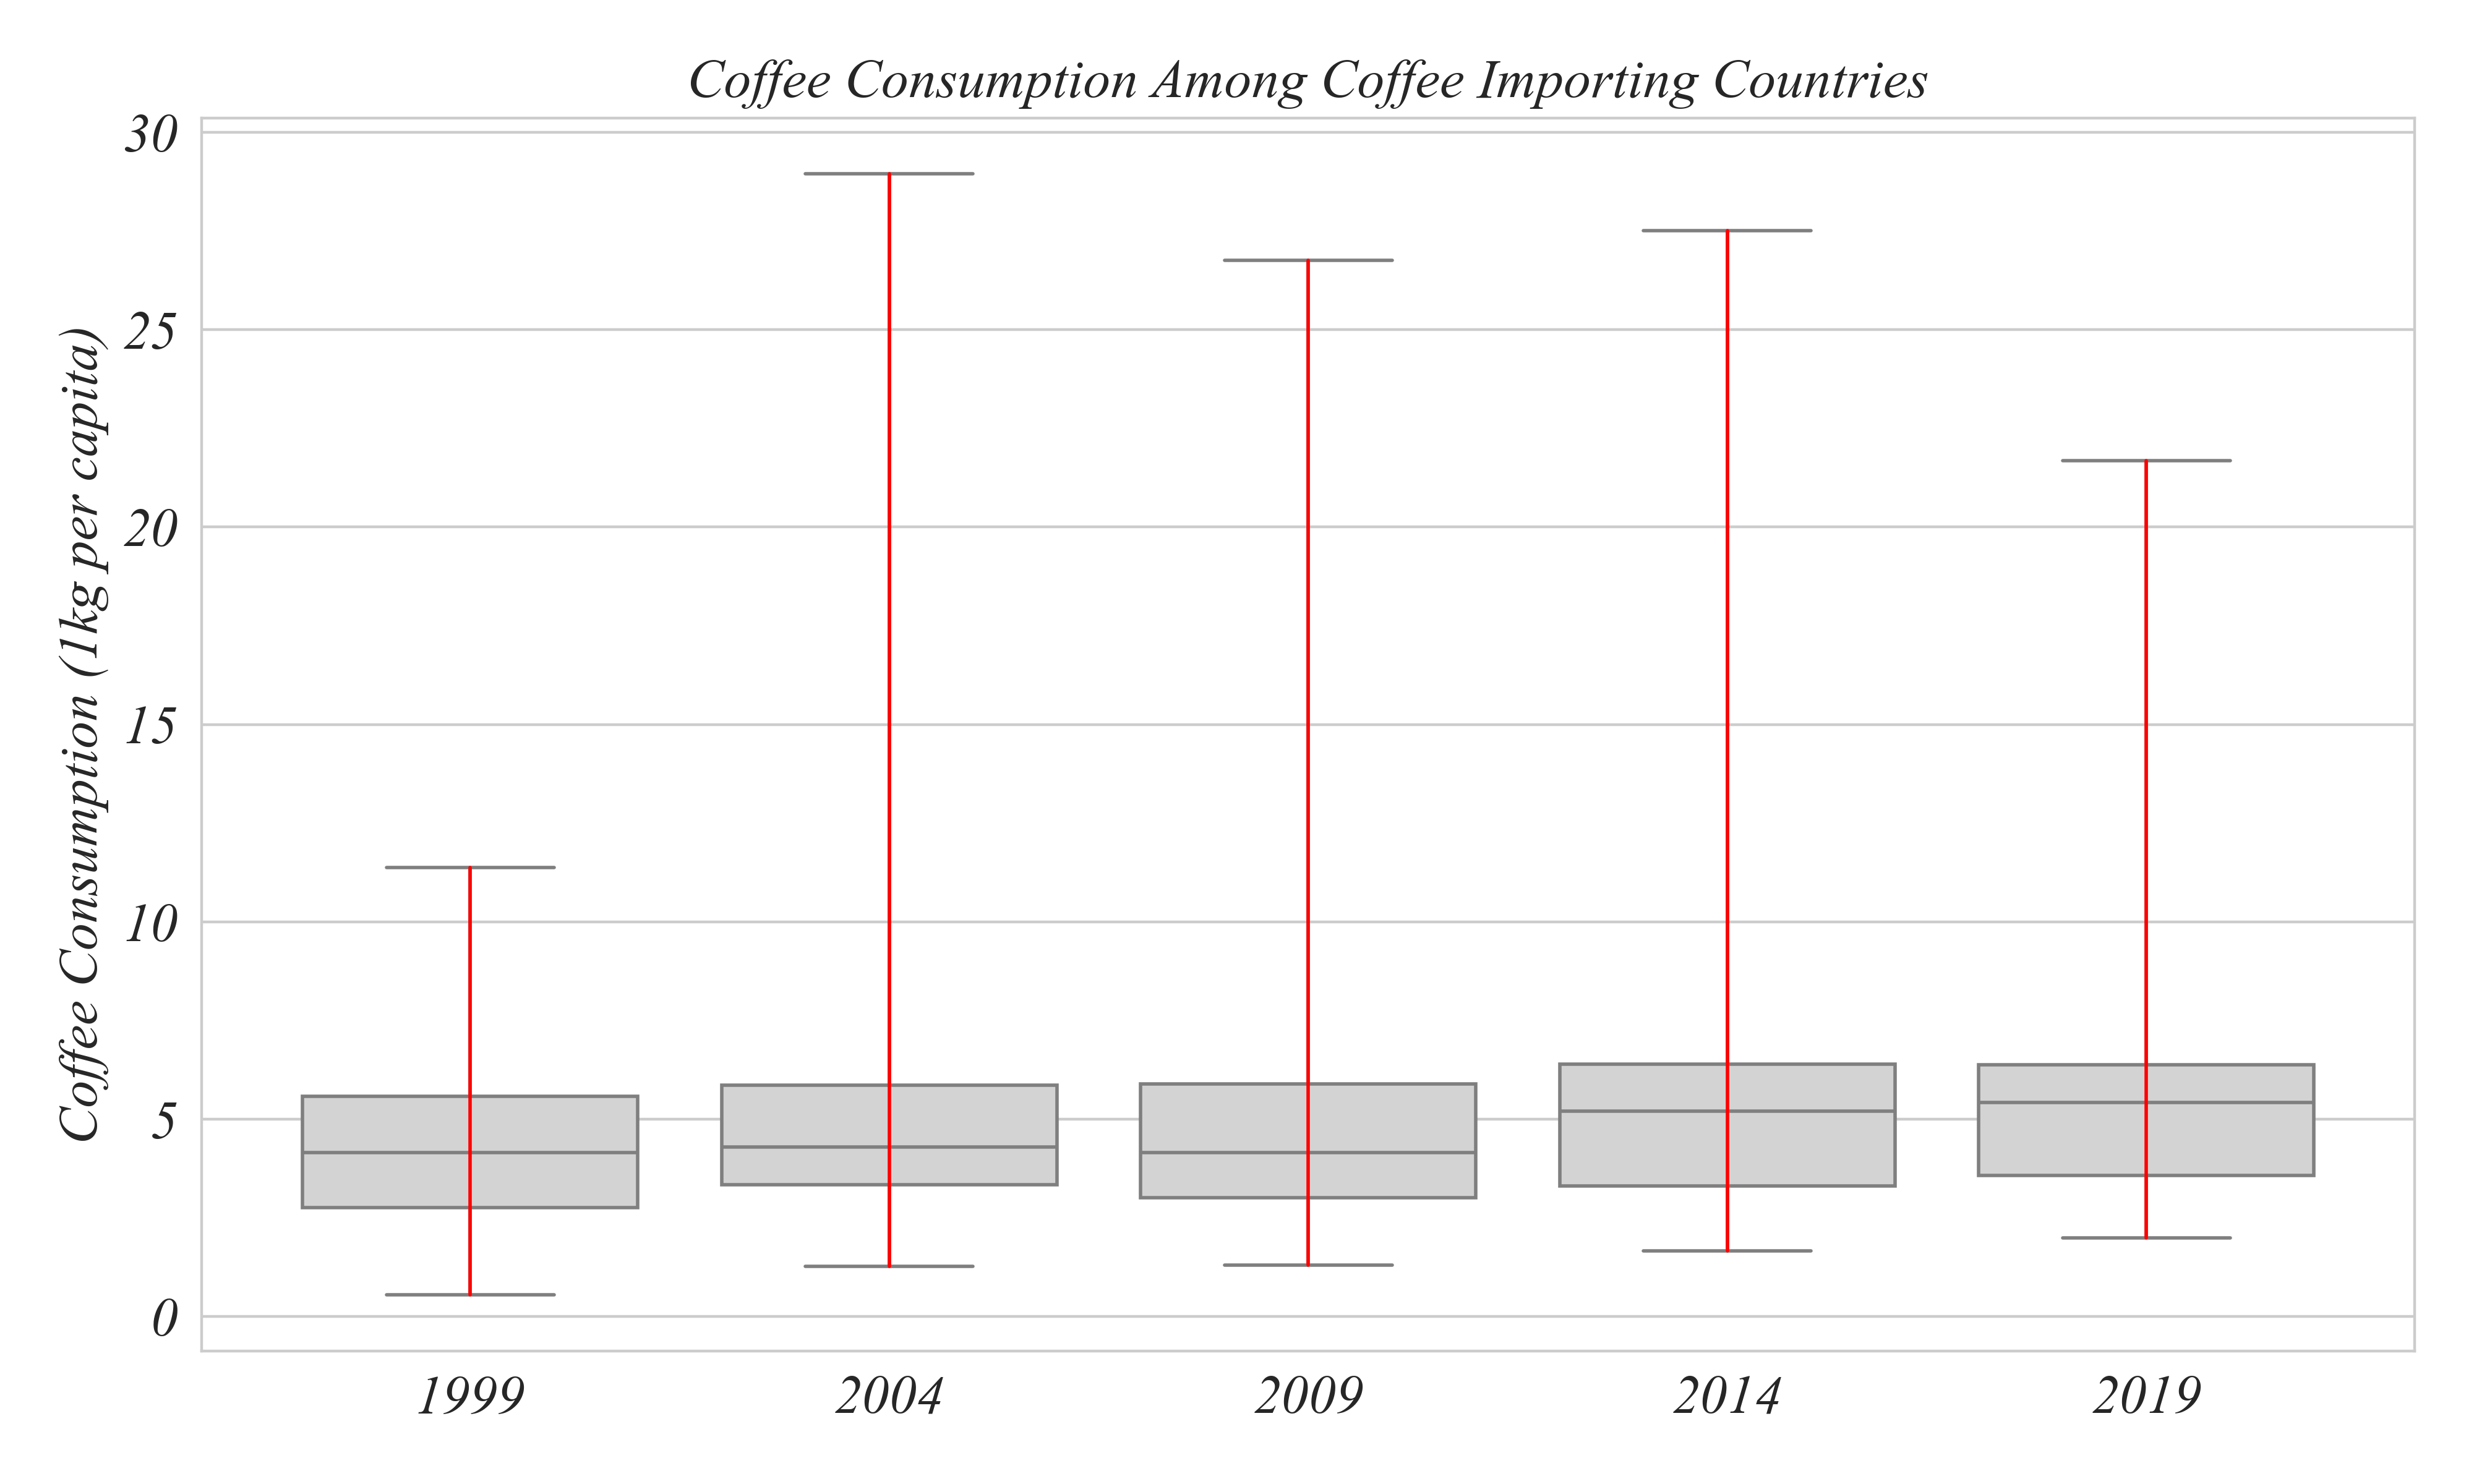 Coffee Consumption Among Coffee Importing Countries
Coffee Consumption (1kg per capita)
30
25
20
15
10
5
0
1999 2004 2009 2014 2019